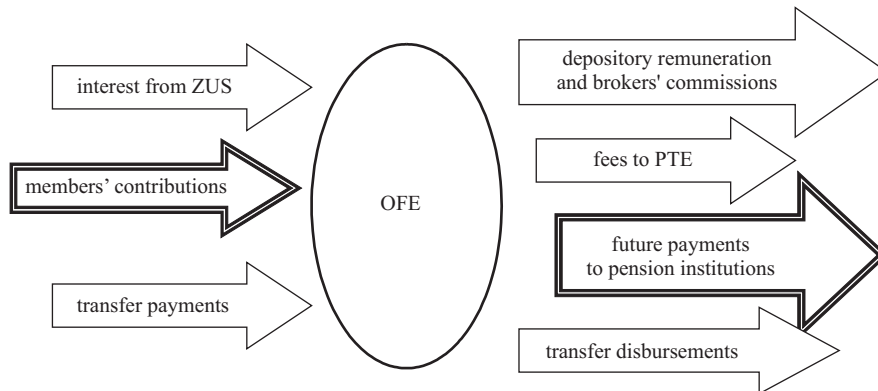 interest from ZUS
members’ contributions
transfer payments
OFE
depository remuneration
and brokers' commissions
fees to PTE
future payments
to pension institutions
transfer disbursements